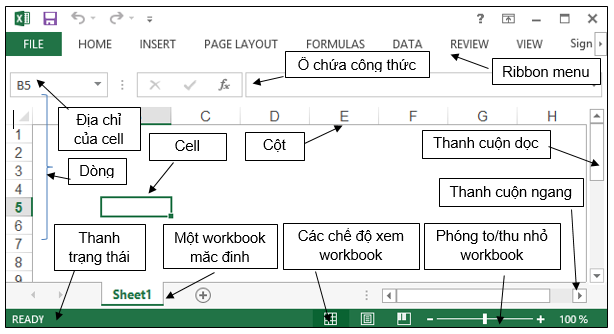 FILE HOME INSERT PAGE LAYOUT FORMULAS DATA REVIEW VIEW Sign
Ô chứa công thức
Ribbon menu
B5 fx
Địa chỉ
của cell
C D E F G H
1
2
3
4
5
6
7
8
9
Cell
Cột
Thanh cuộn dọc
Dòng
Thanh cuộn ngang
Thanh
trạng thái
Một workbook
măc đinh
Các chế độ xem
workbook
Phóng to/thu nhỏ
workbook
Sheet1
READY 100 %